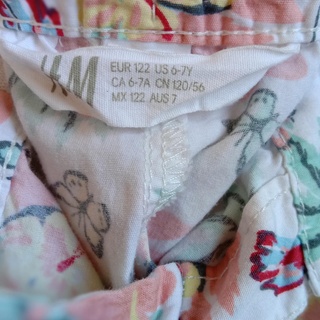 H&M
EUR 122 US 6-7Y
CA 6-7A CN 120/56
MX 122 AUS 7